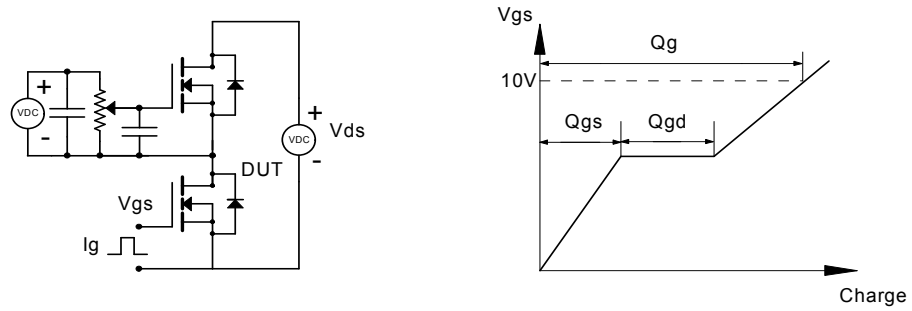 +
VDC
-
+
VDC
-
Vds
DUT
Vgs
Ig
Vgs
Qg
10V
Qgs
Qgd
Charge